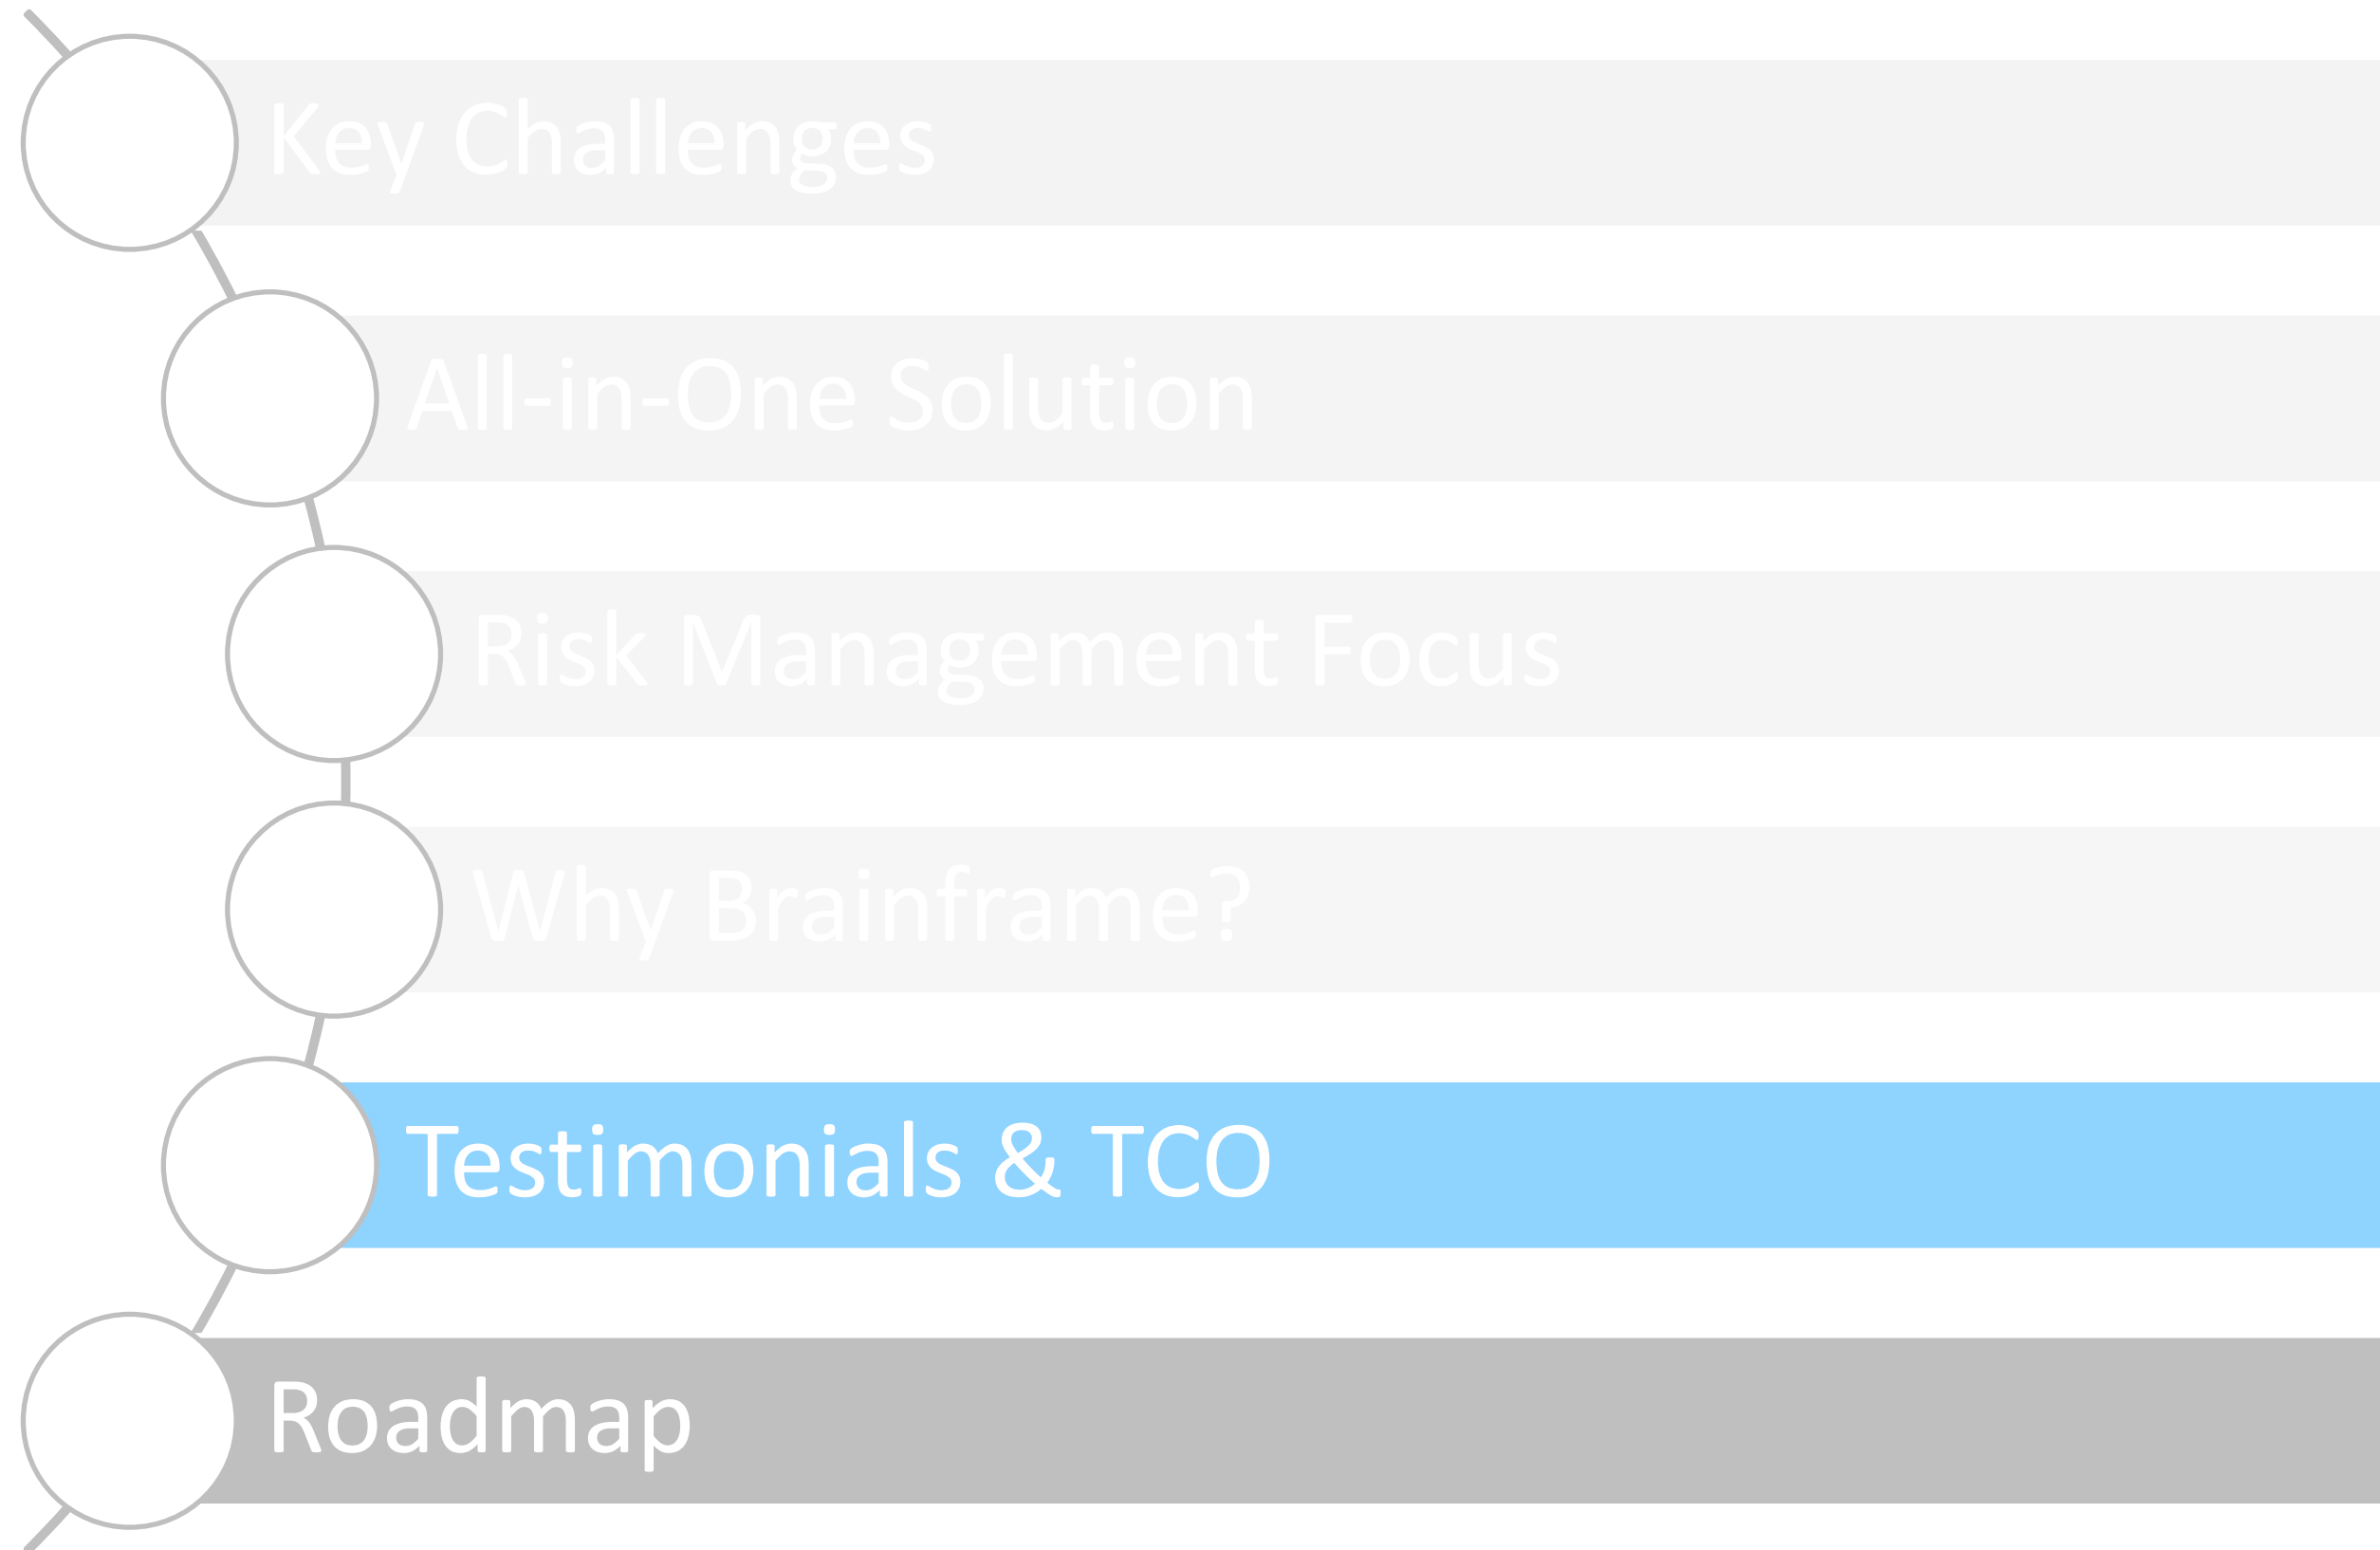 Key Challenges
All-in-One Solution
Risk Management Focus
Why Brainframe?
Testimonials & TCO
Roadmap